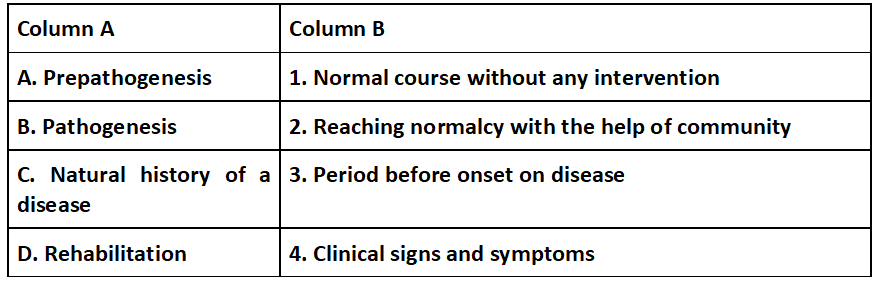 Column A Column B
A. Prepathogenesis 1. Normal course without any intervention
B. Pathogenesis 2. Reaching normalcy with the help of community
C. Natural history of a 3. Period before onset on disease
disease
D. Rehabilitation 4. Clinical signs and symptoms